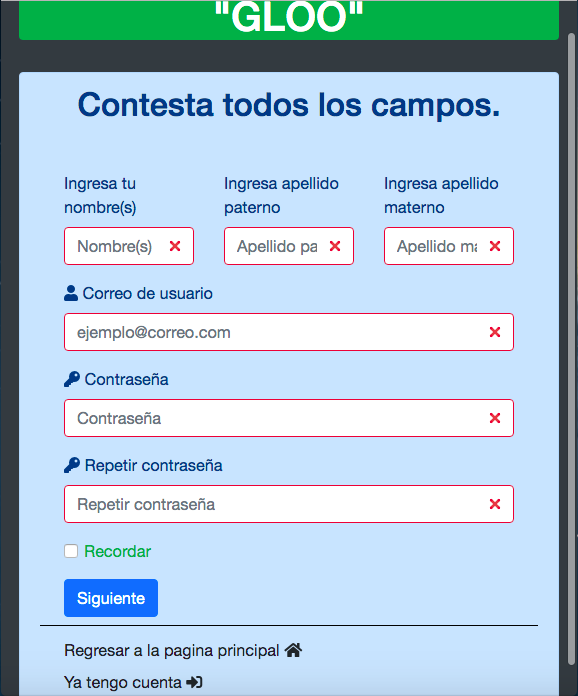 "GLOO"
Contesta todos los campos.
Ingresa tu
nombre(s)
Ingresa apellido
paterno
Ingresa apellido
materno
Nombre(s)
Apellido pa
Apellido ma
Correo de usuario
ejemplo@correo.com
Contraseña
Contraseña
Repetir contraseña
Repetir contraseña
Recordar
Siguiente
Regresar a la pagina principal
Ya tengo cuenta